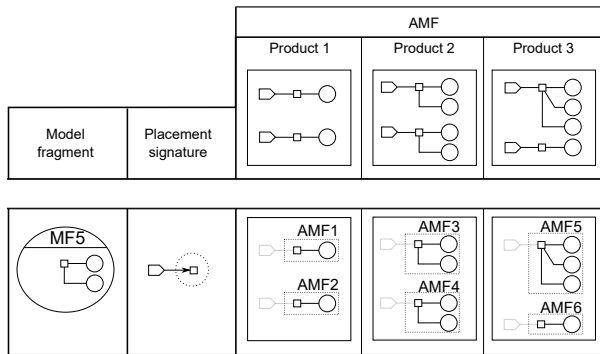 AMF
Product 1 Product 2 Product 3
Model fragment
Placement signature
MF5
AMF1 AMF3 AMF5
AMF2 AMF4 AMF6